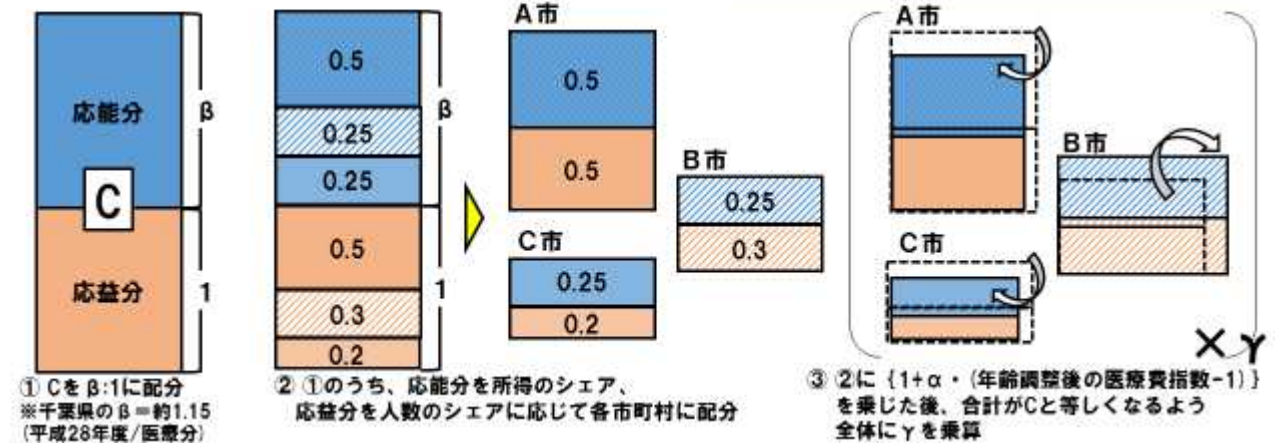 応能分
C
応益分
β
1
① Cをβ:1に配分
※千葉県のβ=約1.15
(平成28年度/医療分)
0.5
0.25
0.25
0.5
0.3
0.2
β
1
A市
0.5
0.5
B市
0.25
0.3
C市
0.25
0.2
② ①のうち、応能分を所得のシェア、
応益分を人数のシェアに応じて各市町村に配分
A市
B市
C市
×γ
③ ②に{1+α・(年齢調整後の医療費指数-1)}
を乗じた後、合計がCと等しくなるよう
全体にγを乗算